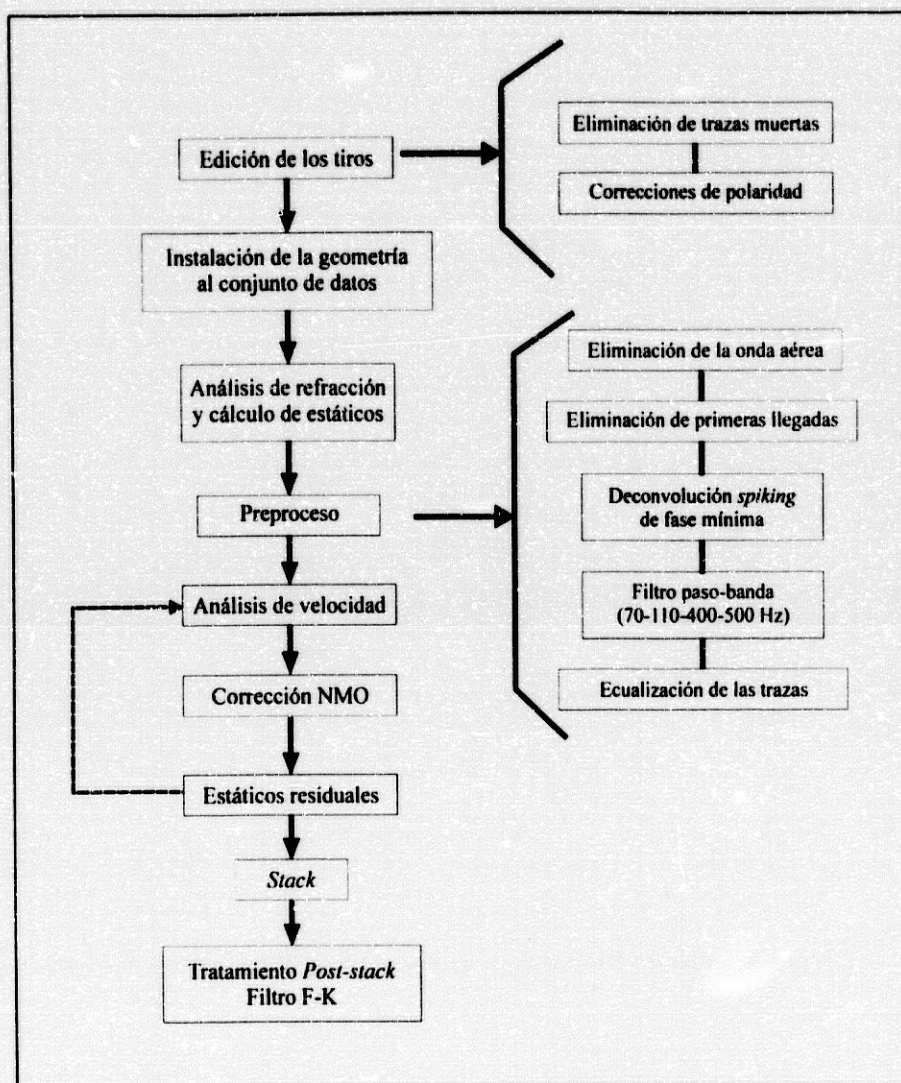 Edición de los tiros
Instalación de la geometría
al conjunto de datos
Análisis de refracción
y cálculo de estáticos
Preproceso
Análisis de velocidad
Corrección NMO
Estáticos residuales
Stack
Tratamiento Post-stack
Filtro F-K
Eliminación de trazas muertas
Correcciones de polaridad
Eliminación de la onda aérea
Eliminación de primeras llegadas
Deconvolución spiking
de fase mínima
Filtro paso-banda
(70-110-400-500 Hz)
Ecualización de las trazas